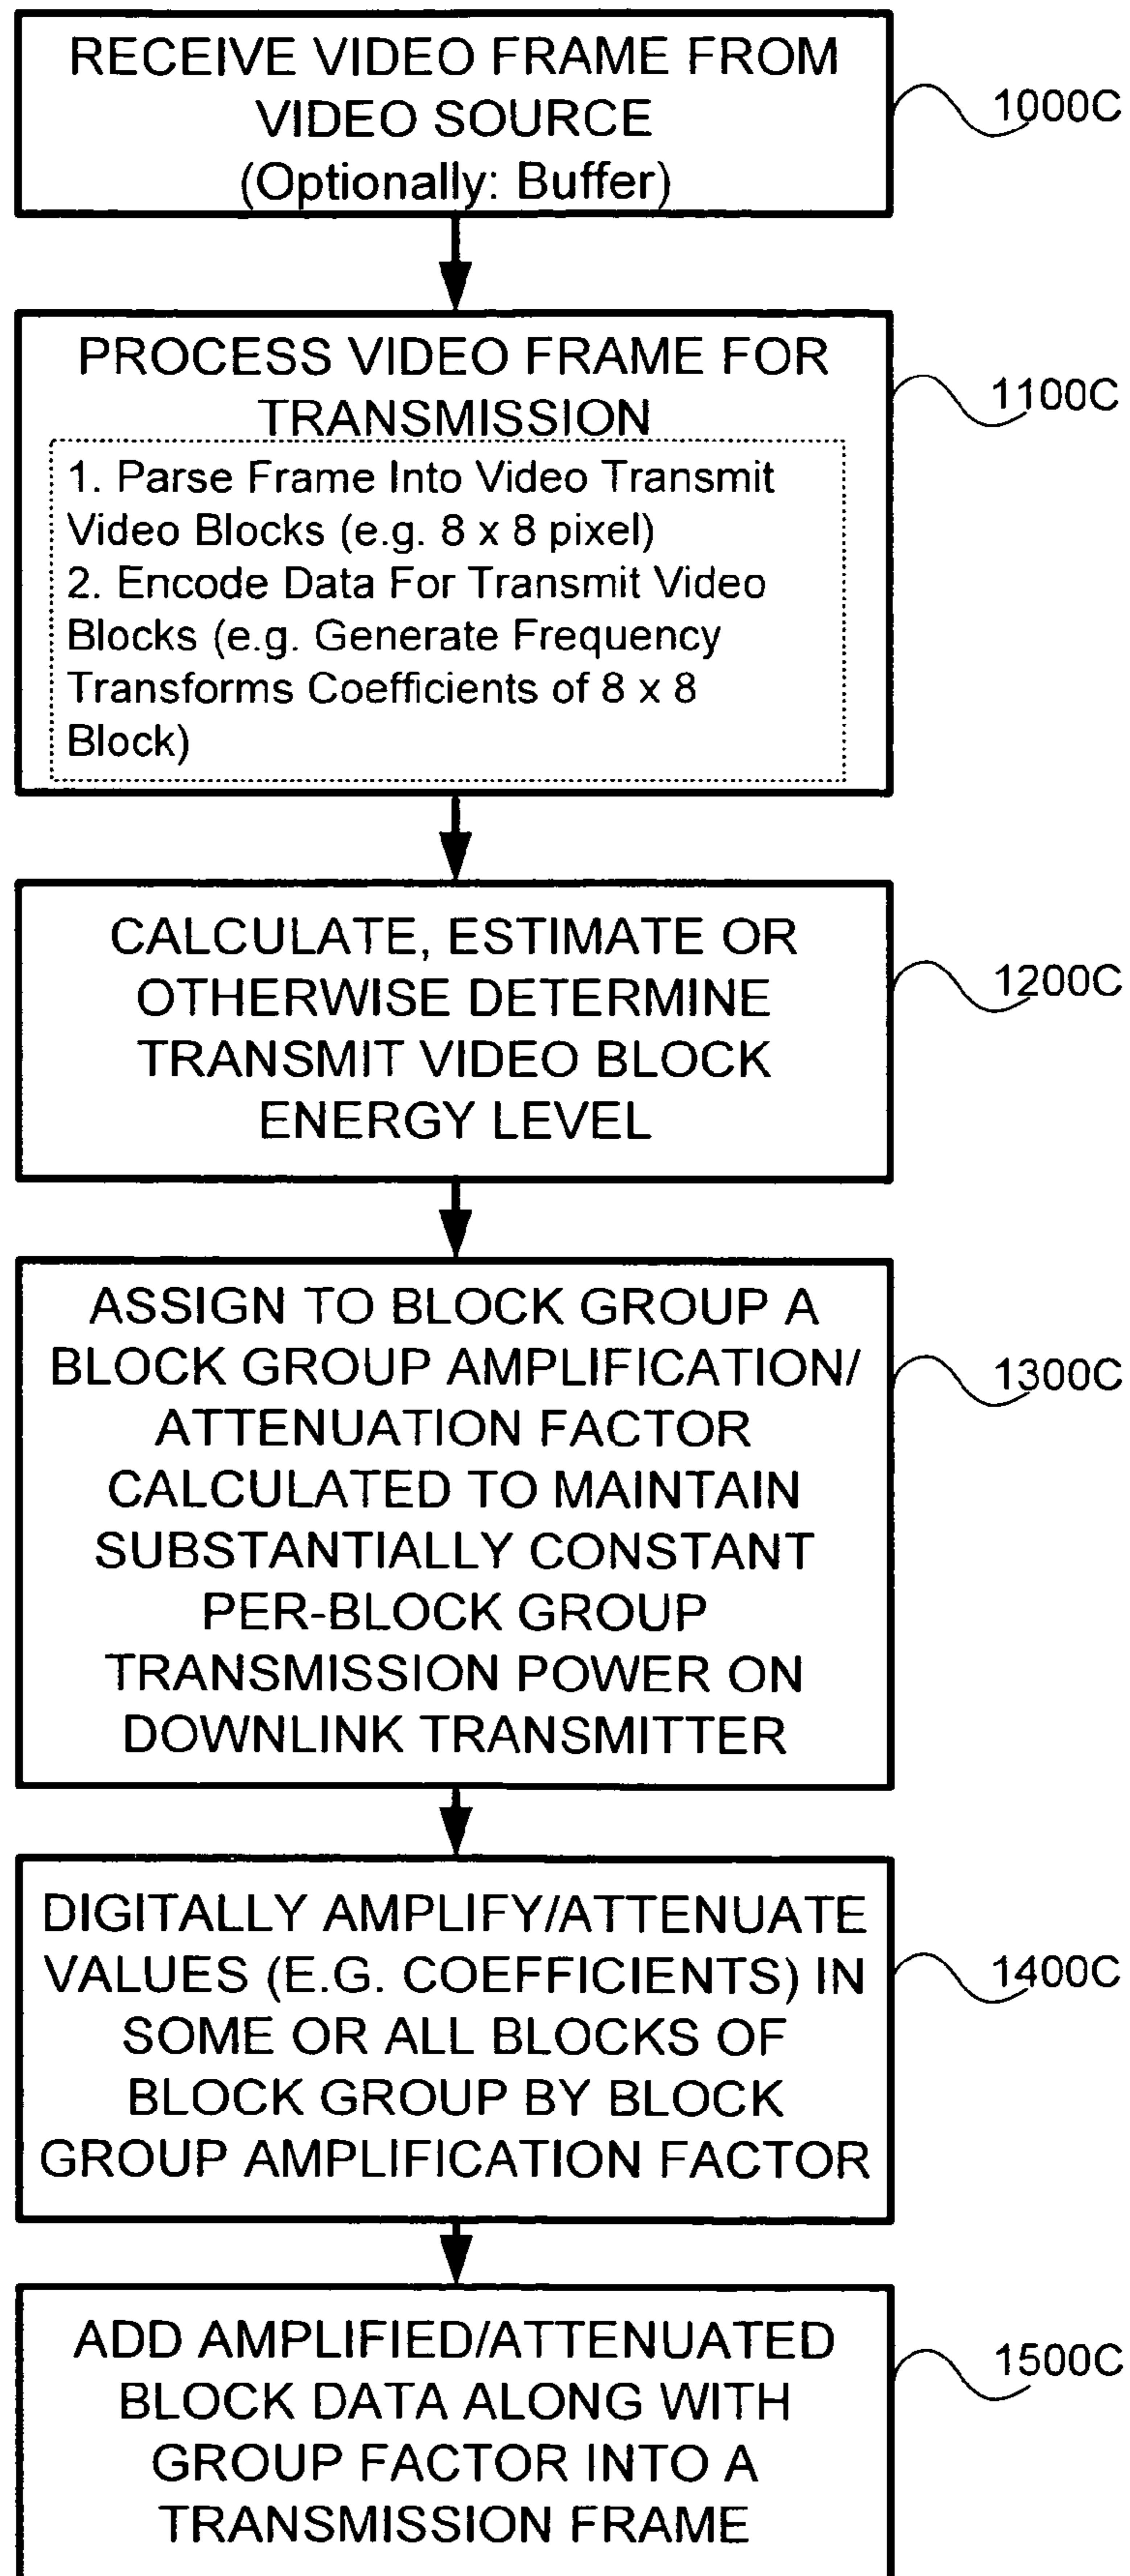 RECEIVE VIDEO FRAME FROM
VIDEO SOURCE
(Optionally: Buffer)
1000C
PROCESS VIDEO FRAME FOR
TRANSMISSION
1100C
1. Parse Frame Into Video Transmit
Video Blocks (e.g. 8 x 8 pixel)
2. Encode Data For Transmit Video
Blocks (e.g. Generate Frequency
Transforms Coefficients of 8 x 8
Block)
CALCULATE, ESTIMATE OR
OTHERWISE DETERMINE
TRANSMIT VIDEO BLOCK
ENERGY LEVEL
1200C
ASSIGN TO BLOCK GROUP A
BLOCK GROUP AMPLIFICATION/
ATTENUATION FACTOR
CALCULATED TO MAINTAIN
SUBSTANTIALLY CONSTANT
PER-BLOCK GROUP
TRANSMISSION POWER ON
DOWNLINK TRANSMITTER
1300C
DIGITALLY AMPLIFY/ATTENUATE
VALUES (E.G. COEFFICIENTS) IN
SOME OR ALL BLOCKS OF
BLOCK GROUP BY BLOCK
GROUP AMPLIFICATION FACTOR
1400C
ADD AMPLIFIED/ATTENUATED
BLOCK DATA ALONG WITH
GROUP FACTOR INTO A
TRANSMISSION FRAME
1500C